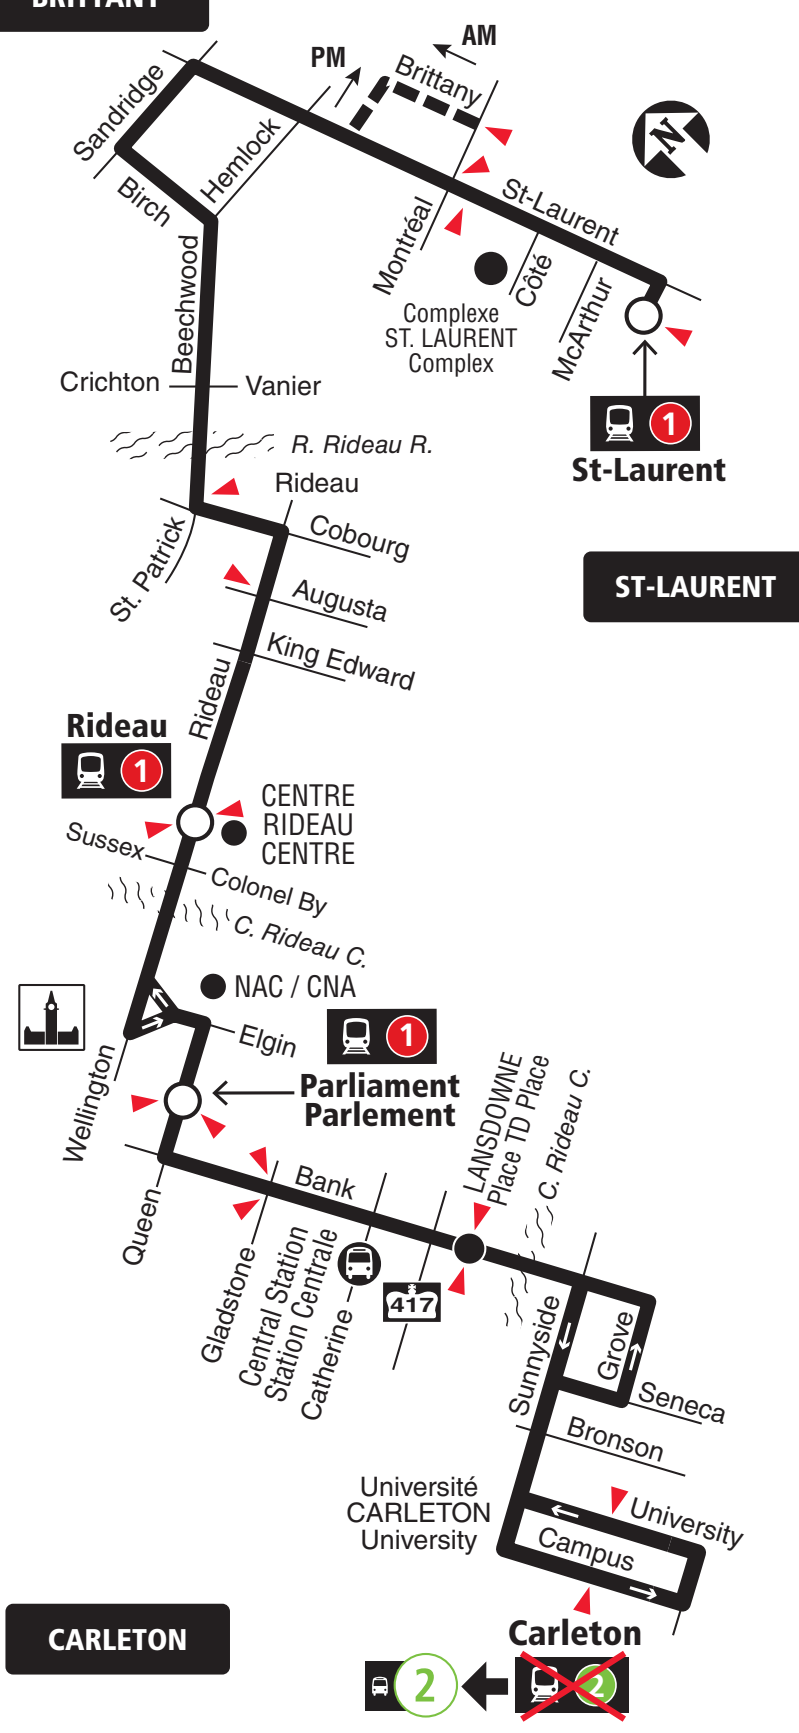 BRITTANY
PM
AM
Brittany
Sandridge
Hemlock
Birch
N
St-Laurent
Montréal
Côté
McArthur
Beechwood
Complexe
ST. LAURENT
Complex
Crichton
Vanier
1
St-Laurent
R. Rideau R.
Rideau
St. Patrick
Cobourg
ST-LAURENT
Augusta
King Edward
Rideau
Rideau
1
CENTRE
RIDEAU
CENTRE
Sussex
Colonel By
C. Rideau C.
NAC / CNA
Elgin
1
Parliament
Parlement
Wellington
LANSDOWNE
Place TD Place
C. Rideau C.
Queen
Bank
Gladstone
Central Station
Station Centrale
Catherine
417
Sunnyside
Grove
Seneca
Bronson
Université
CARLETON
University
University
Campus
CARLETON
Carleton
2
2